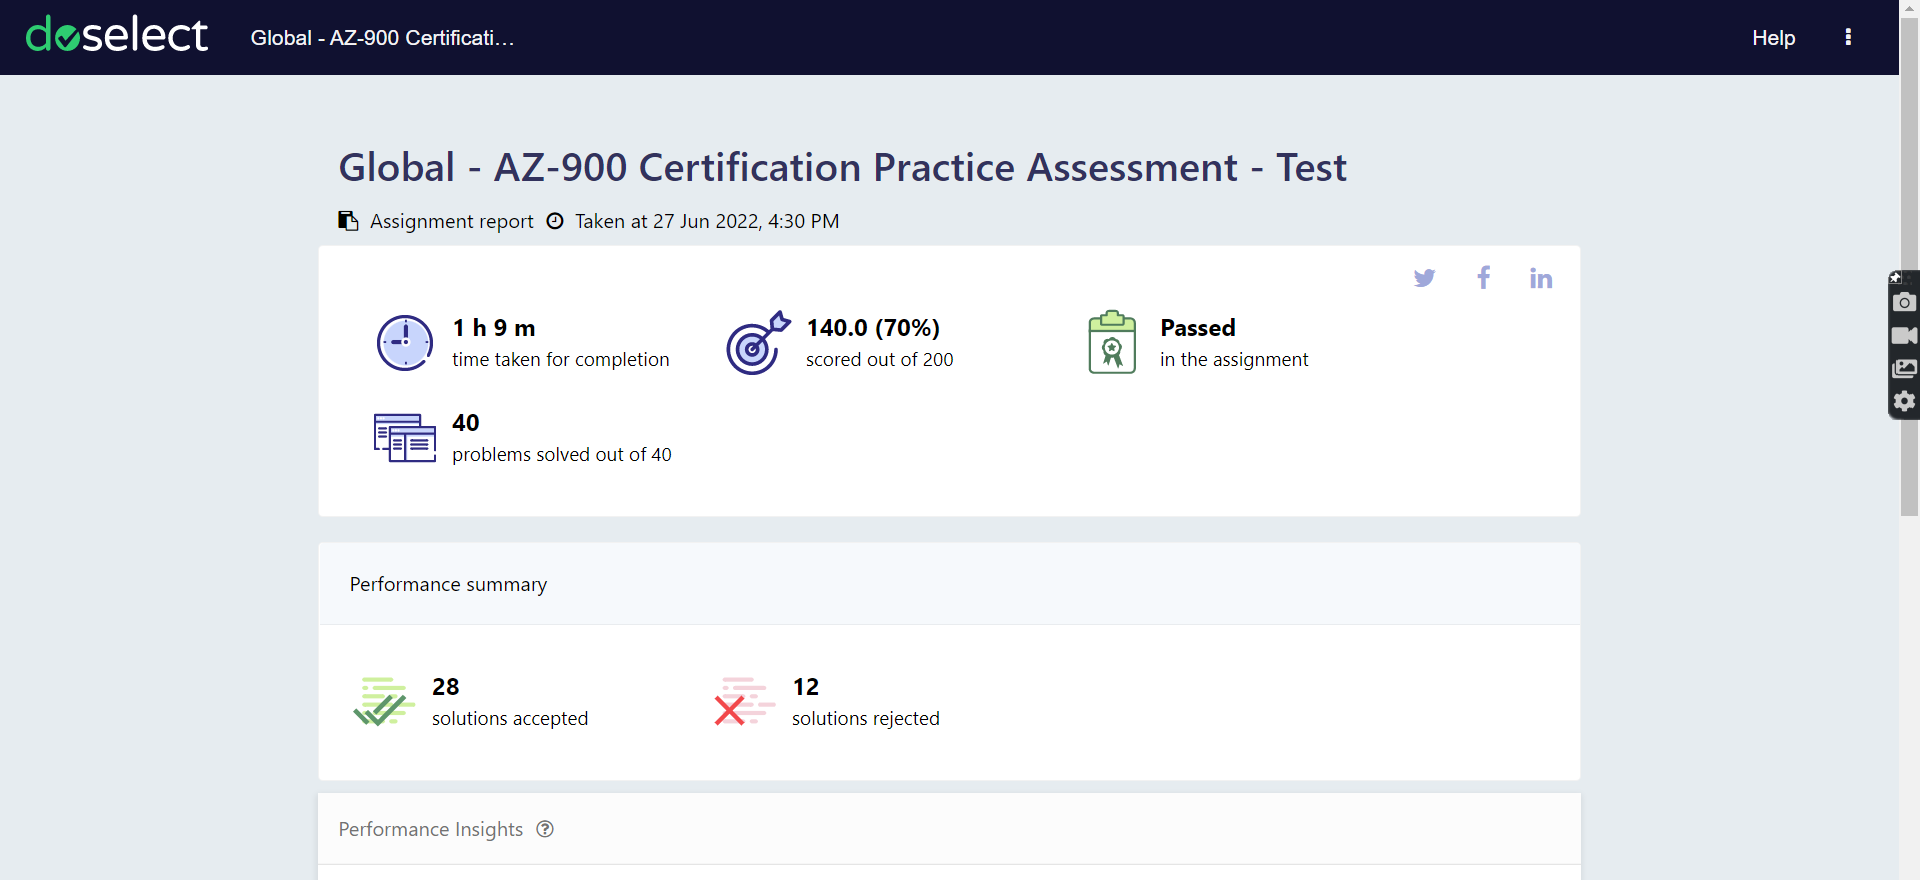 doselect
Global - AZ-900 Certificati...
Help
Global - AZ-900 Certification Practice Assessment - Test
Assignment report Taken at 27 Jun 2022, 4:30 PM
1 h 9 m
time taken for completion
140.0 (70%)
scored out of 200
Passed
in the assignment
40
problems solved out of 40
Performance summary
28
solutions accepted
12
solutions rejected
Performance Insights